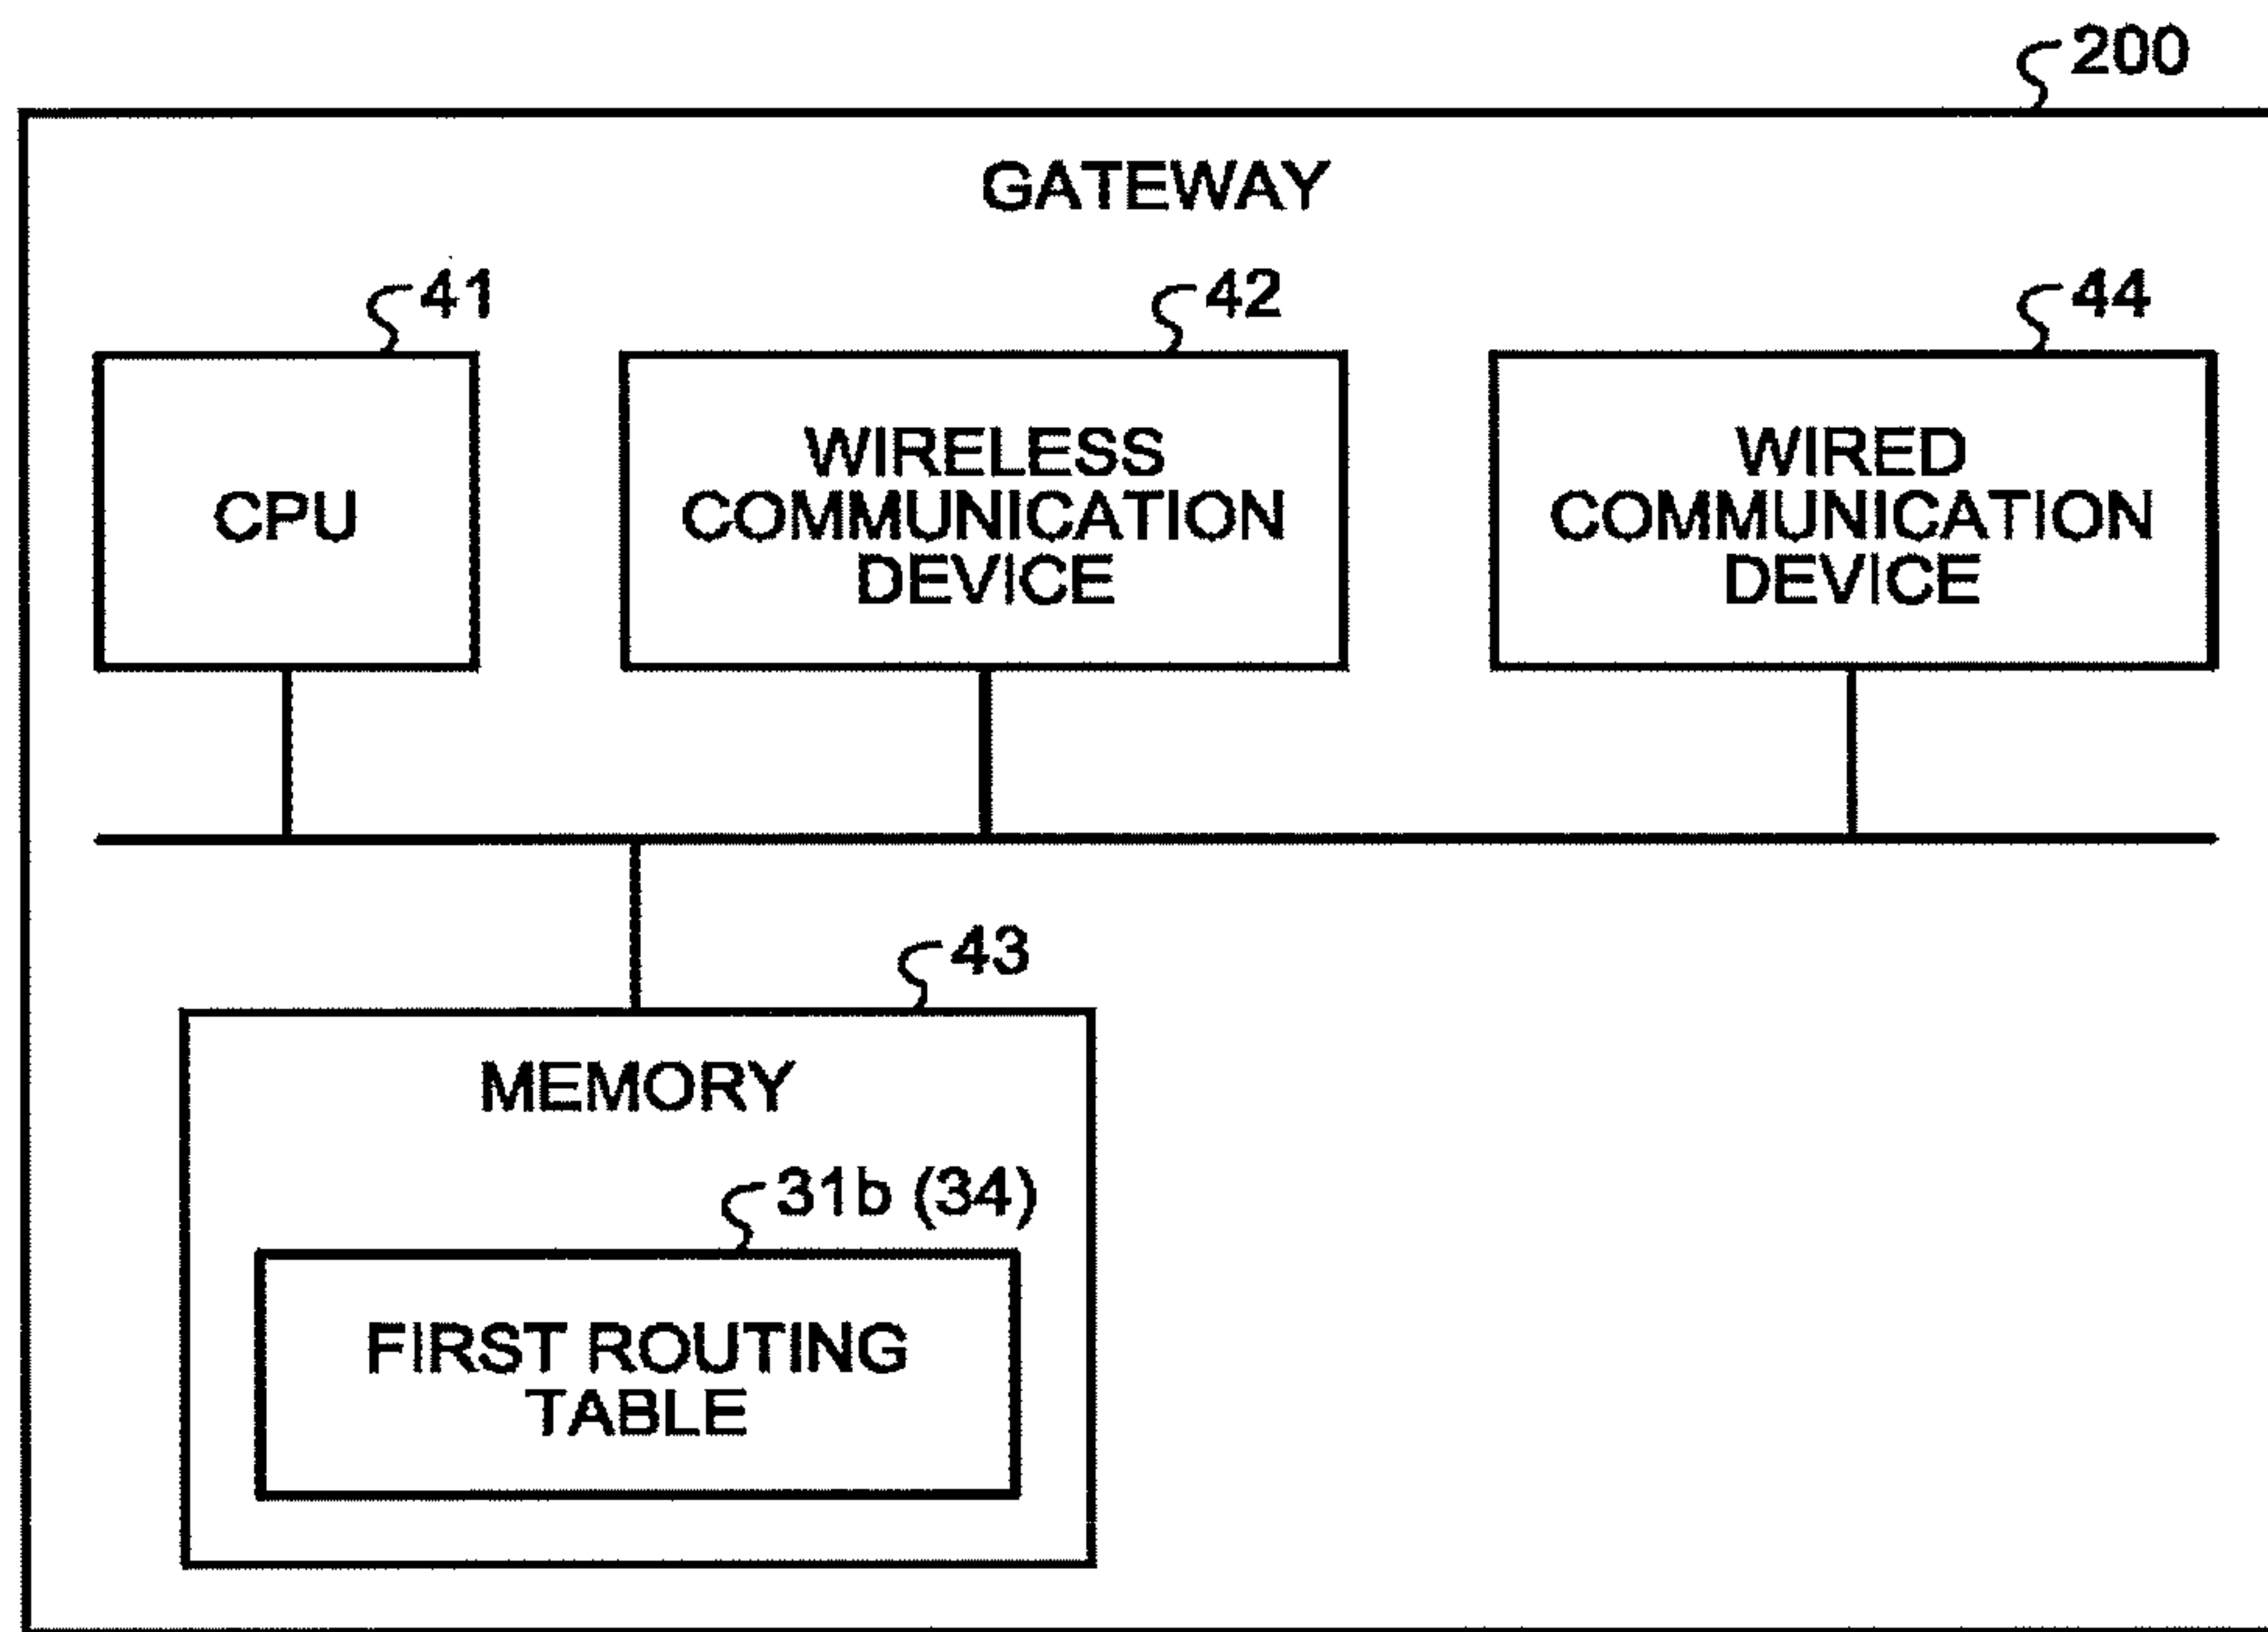 200
GATEWAY
41
42
44
CPU
WIRELESS
COMMUNICATION
DEVICE
WIRED
COMMUNICATION
DEVICE
43
MEMORY
31b (34)
FIRST ROUTING
TABLE